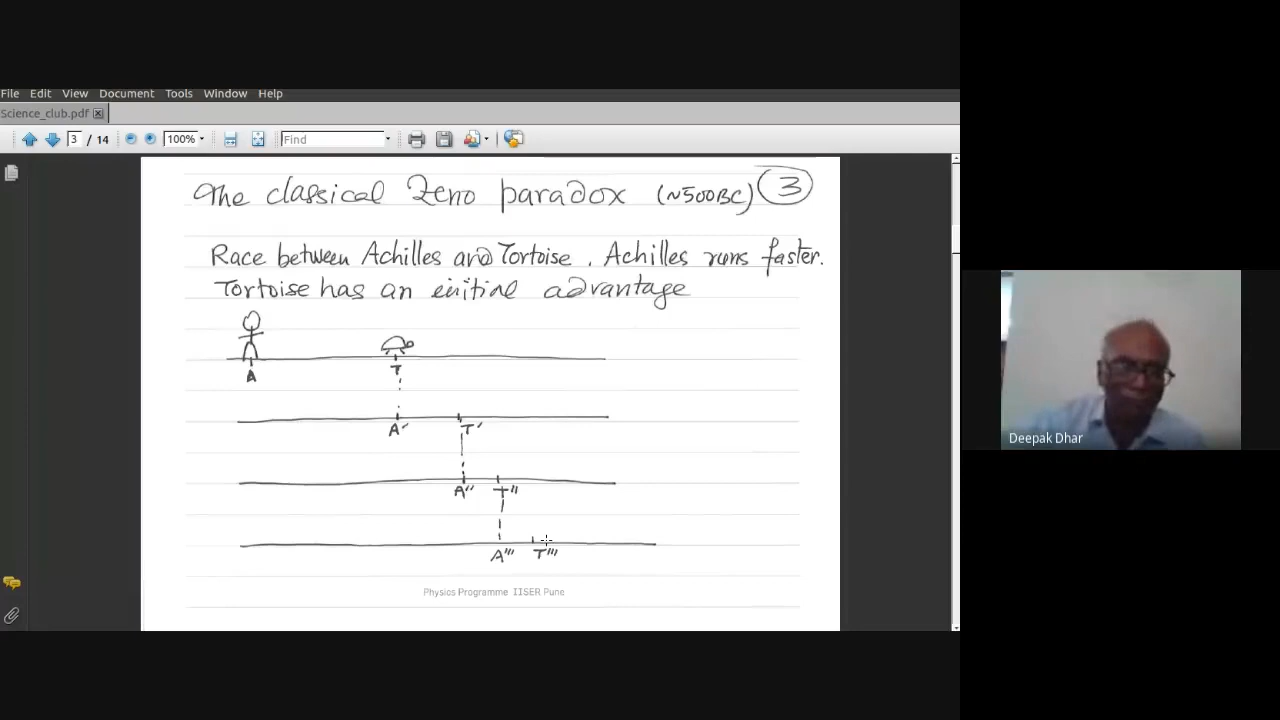 File Edit View Document Tools Window Help
Science_club.pdf
3 / 14 100% Find
The classical Zeno paradox (~500BC) 3
Race between Achilles and Tortoise. Achilles runs faster.
Tortoise has an initial advantage
A T
A' T'
A'' T''
A''' T'''
Physics Programme IISER Pune
Deepak Dhar